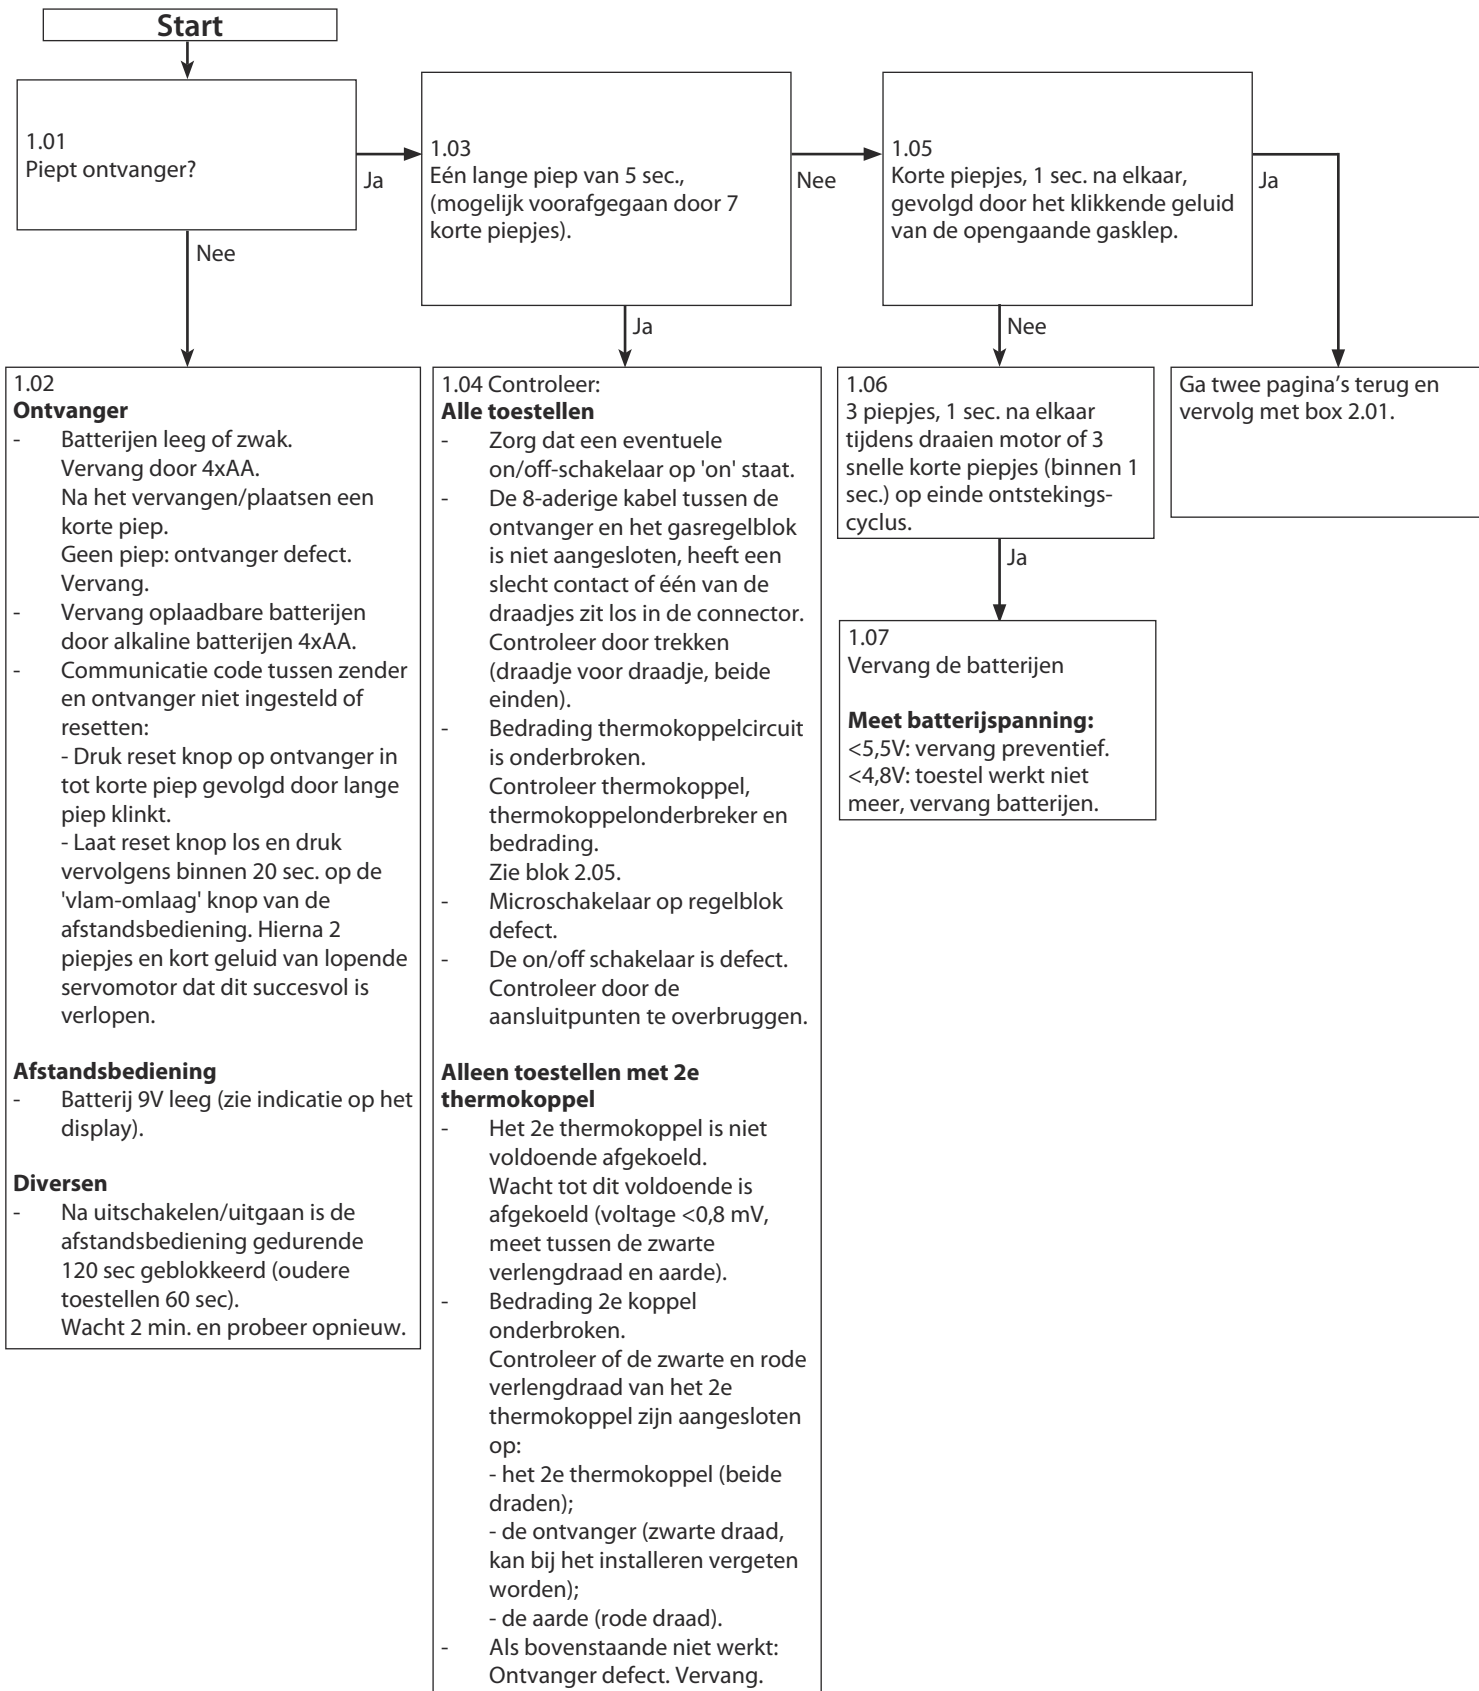 Start
1.01
Piept ontvanger?
Ja
Nee
1.03
Eén lange piep van 5 sec.,
(mogelijk voorafgegaan door 7
korte piepjes).
Nee
Ja
1.05
Korte piepjes, 1 sec. na elkaar,
gevolgd door het klikkende geluid
van de opengaande gasklep.
Ja
Nee
1.02
Ontvanger
- Batterijen leeg of zwak.
Vervang door 4xAA.
Na het vervangen/plaatsen een
korte piep.
Geen piep: ontvanger defect.
Vervang.
- Vervang oplaadbare batterijen
door alkaline batterijen 4xAA.
- Communicatie code tussen zender
en ontvanger niet ingesteld of
resetten:
- Druk reset knop op ontvanger in
tot korte piep gevolgd door lange
piep klinkt.
- Laat reset knop los en druk
vervolgens binnen 20 sec. op de
'vlam-omlaag' knop van de
afstandsbediening. Hierna 2
piepjes en kort geluid van lopende
servomotor dat dit succesvol is
verlopen.
Afstandsbediening
- Batterij 9V leeg (zie indicatie op het
display).
Diversen
- Na uitschakelen/uitgaan is de
afstandsbediening gedurende
120 sec geblokkeerd (oudere
toestellen 60 sec).
Wacht 2 min. en probeer opnieuw.
1.04 Controleer:
Alle toestellen
- Zorg dat een eventuele
on/off-schakelaar op 'on' staat.
- De 8-aderige kabel tussen de
ontvanger en het gasregelblok
is niet aangesloten, heeft een
slecht contact of één van de
draadjes zit los in de connector.
Controleer door trekken
(draadje voor draadje, beide
einden).
- Bedrading thermokoppelcircuit
is onderbroken.
Controleer thermokoppel,
thermokoppelonderbreker en
bedrading.
Zie blok 2.05.
- Microschakelaar op regelblok
defect.
- De on/off schakelaar is defect.
Controleer door de
aansluitpunten te overbruggen.
Alleen toestellen met 2e
thermokoppel
- Het 2e thermokoppel is niet
voldoende afgekoeld.
Wacht tot dit voldoende is
afgekoeld (voltage <0,8 mV,
meet tussen de zwarte
verlengdraad en aarde).
- Bedrading 2e koppel
onderbroken.
Controleer of de zwarte en rode
verlengdraad van het 2e
thermokoppel zijn aangesloten
op:
- het 2e thermokoppel (beide
draden);
- de ontvanger (zwarte draad,
kan bij het installeren vergeten
worden);
- de aarde (rode draad).
- Als bovenstaande niet werkt:
Ontvanger defect. Vervang.
1.06
3 piepjes, 1 sec. na elkaar
tijdens draaien motor of 3
snelle korte piepjes (binnen 1
sec.) op einde ontstekings-
cyclus.
Ja
1.07
Vervang de batterijen
Meet batterijspanning:
<5,5V: vervang preventief.
<4,8V: toestel werkt niet
meer, vervang batterijen.
Ga twee pagina's terug en
vervolg met box 2.01.